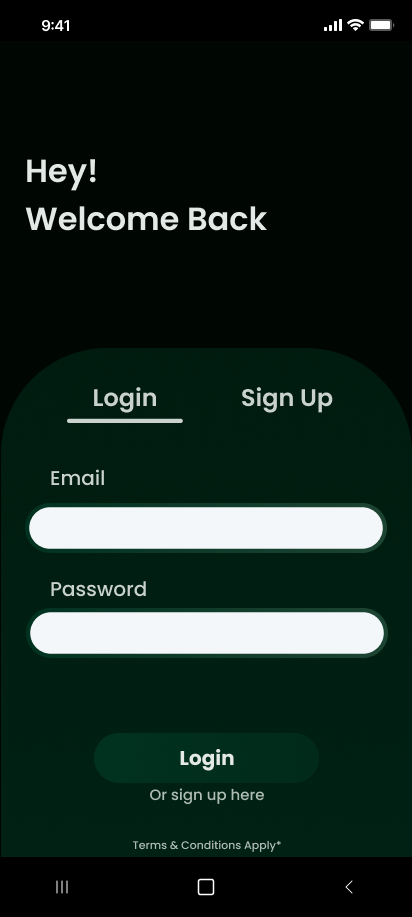 9:41
Hey!
Welcome Back
Login Sign Up
Email
Password
Login
Or sign up here
Terms & Conditions Apply*